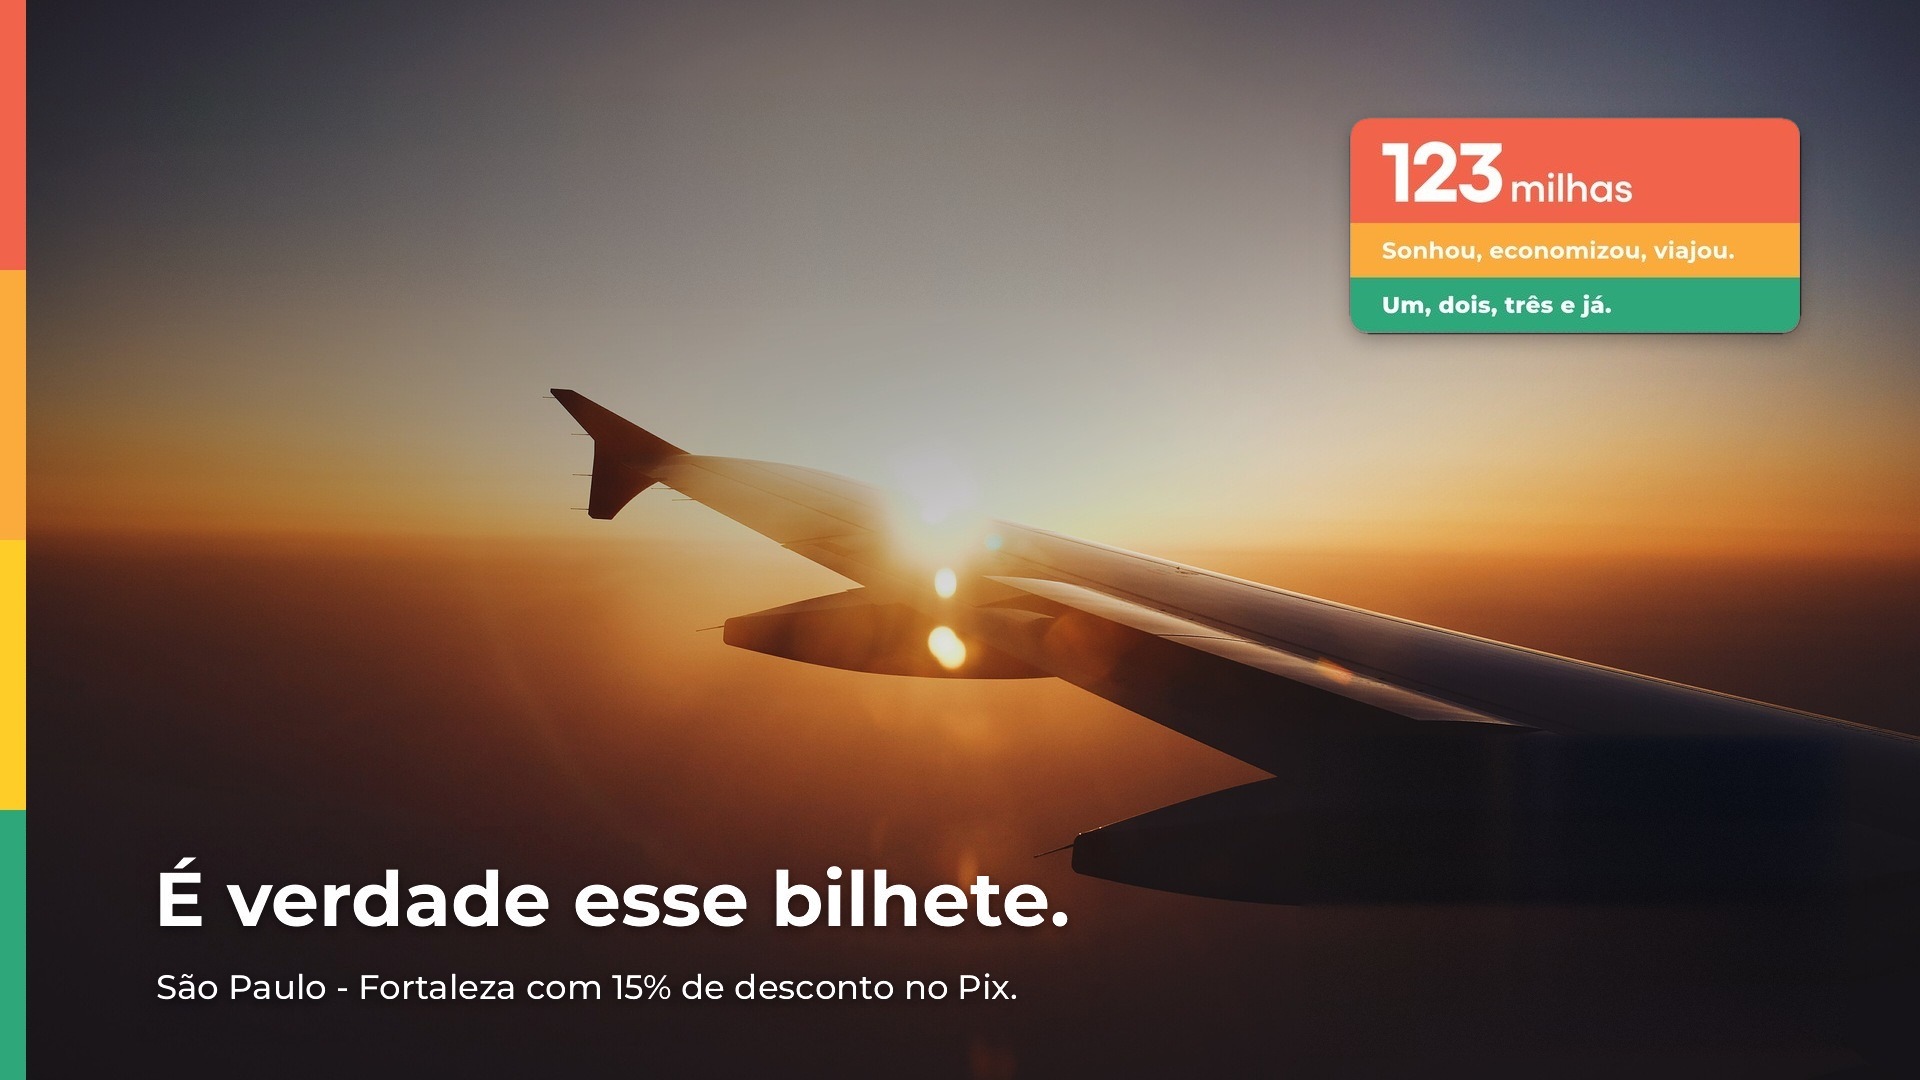 123 milhas
Sonhou, economizou, viajou.
Um, dois, três e já.
É verdade esse bilhete.
São Paulo - Fortaleza com 15% de desconto no Pix.